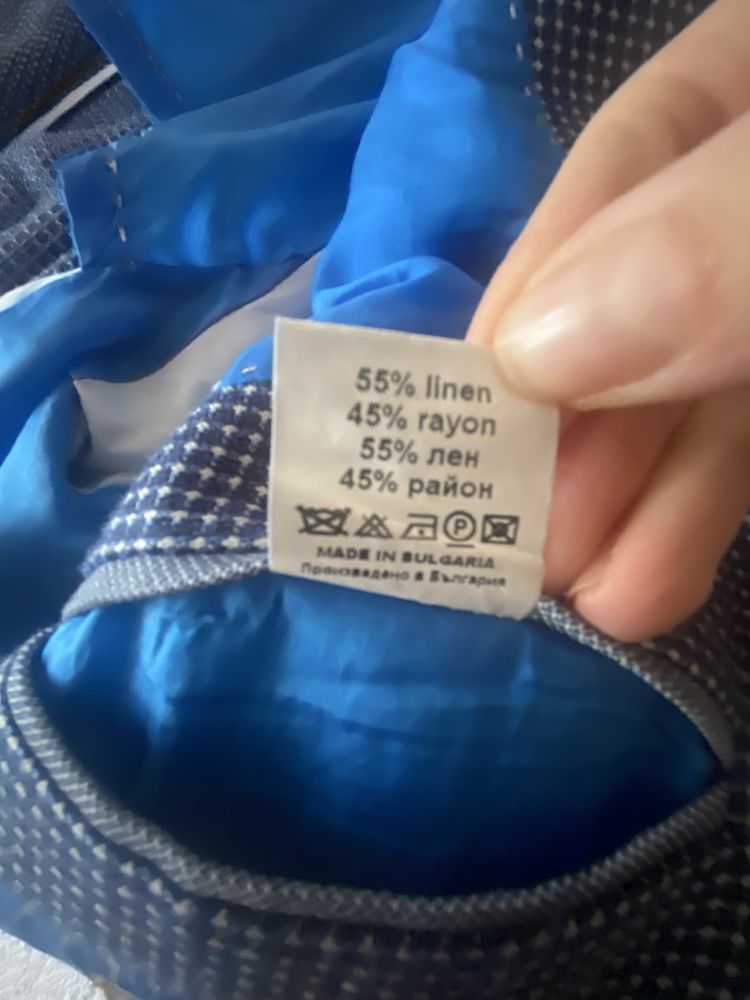 55% linen
45% rayon
55% лен
45% район
P
MADE IN BULGARIA
Произведено в България